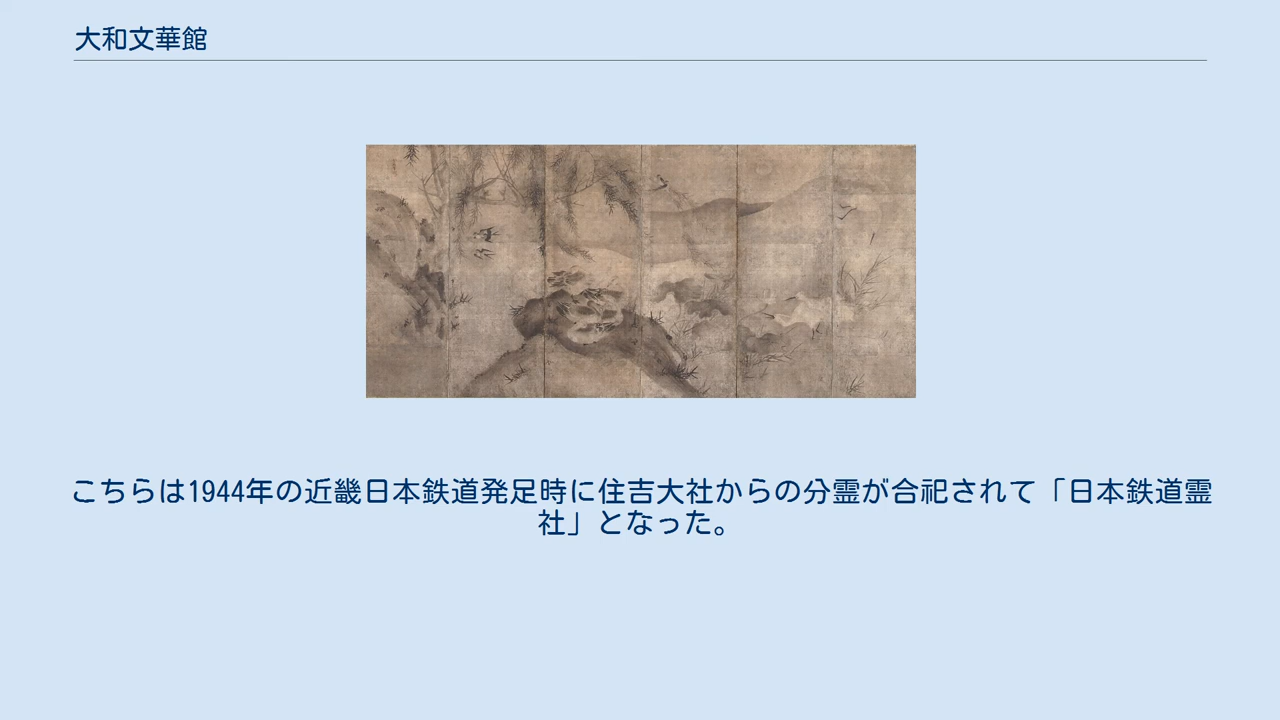 大和文華館
こちらは1944年の近畿日本鉄道発足時に住吉大社からの分霊が合祀されて「日本鉄道霊
社」となった。